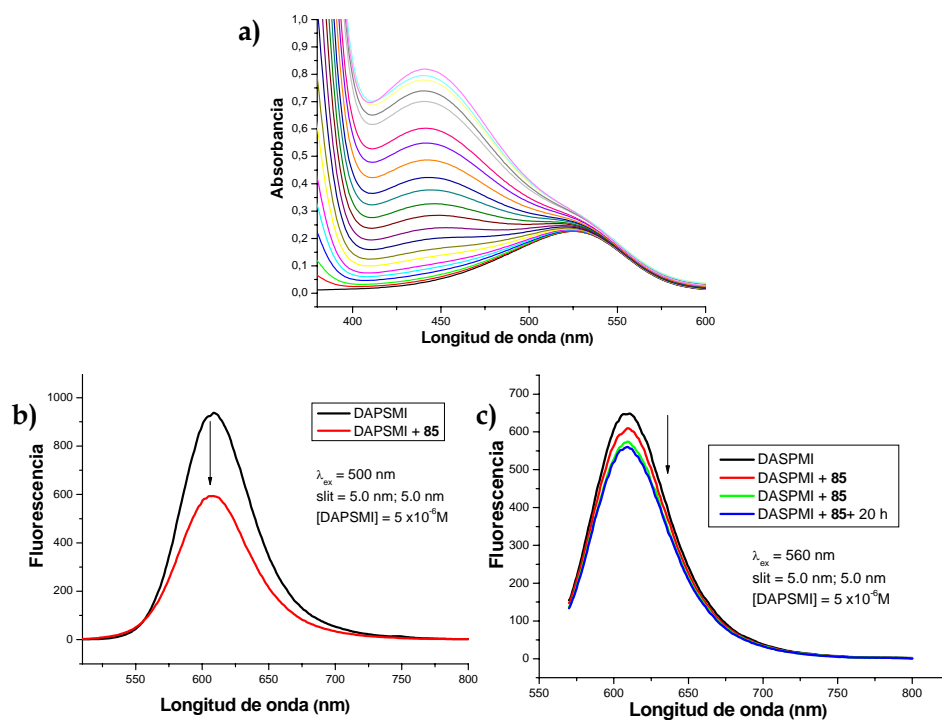 a)
1,0
0,9
0,8
0,7
0,6
0,5
0,4
0,3
0,2
0,1
0,0
Absorbancia
400 450 500 550 600
Longitud de onda (nm)
b)
1000
800
600
400
200
0
Fluorescencia
DAPSMI
DAPSMI + 85
λex = 500 nm
slit = 5.0 nm; 5.0 nm
[DAPSMI] = 5 x10-6M
550 600 650 700 750 800
Longitud de onda (nm)
c)
700
600
500
400
300
200
100
0
Fluorescencia
DASPMI
DASPMI + 85
DASPMI + 85
DASPMI + 85+ 20 h
λex = 560 nm
slit = 5.0 nm; 5.0 nm
[DAPSMI] = 5 x10-6M
550 600 650 700 750 800
Longitud de onda (nm)